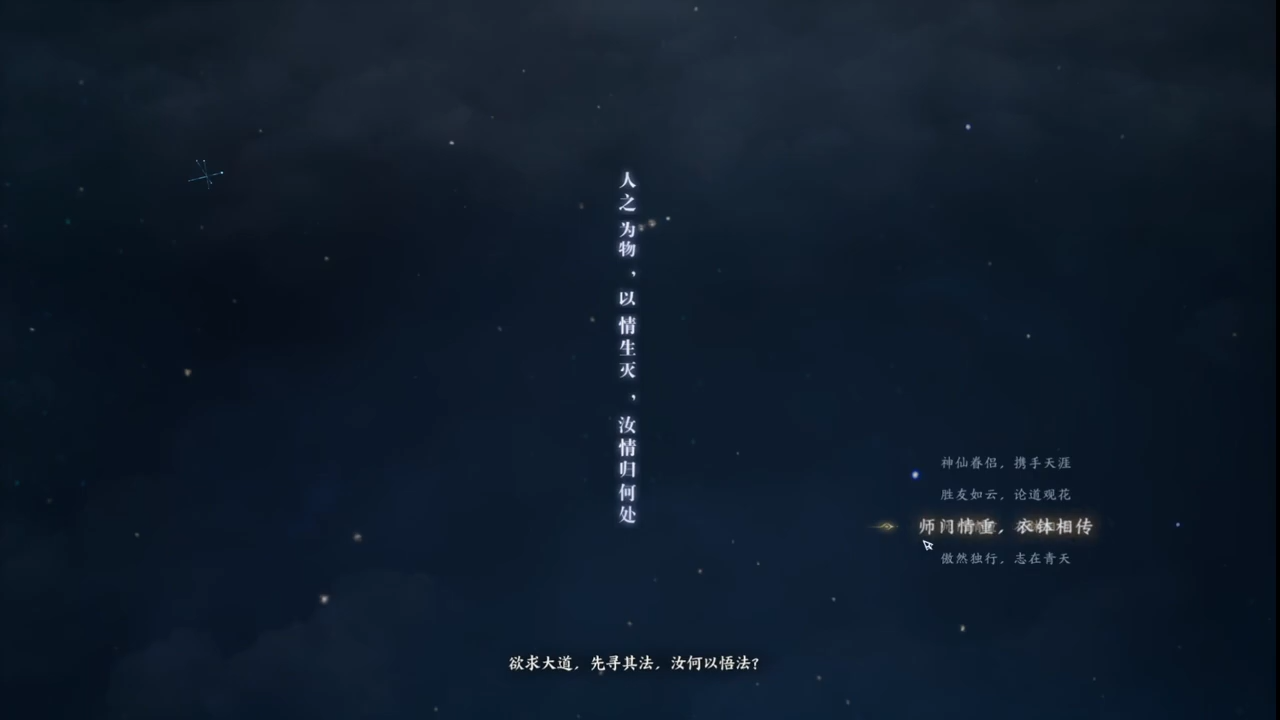 人之为物，以情生灭，汝情归何处
神仙眷侣，携手天涯
胜友如云，论道观花
师门情重，衣钵相传
傲然独行，志在青天
欲求大道，先寻其法，汝何以悟法？